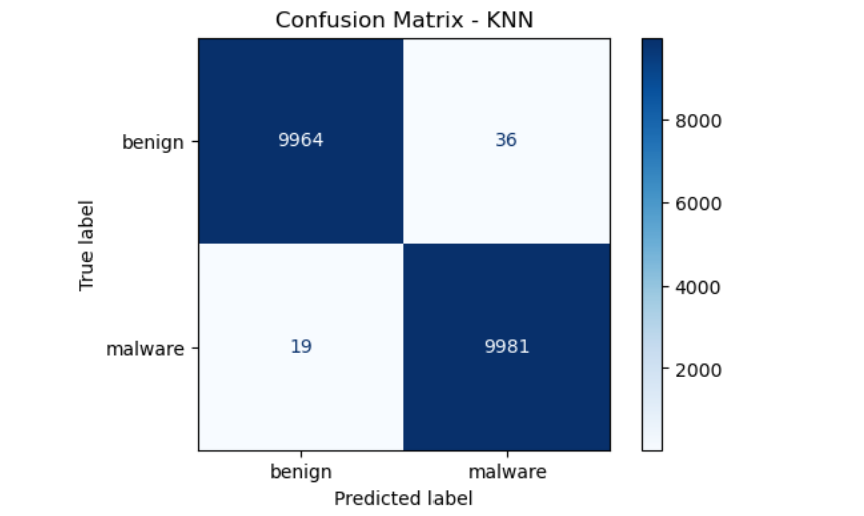 Confusion Matrix - KNN
benign
9964
36
8000
6000
True label
4000
malware
19
9981
2000
benign
malware
Predicted label